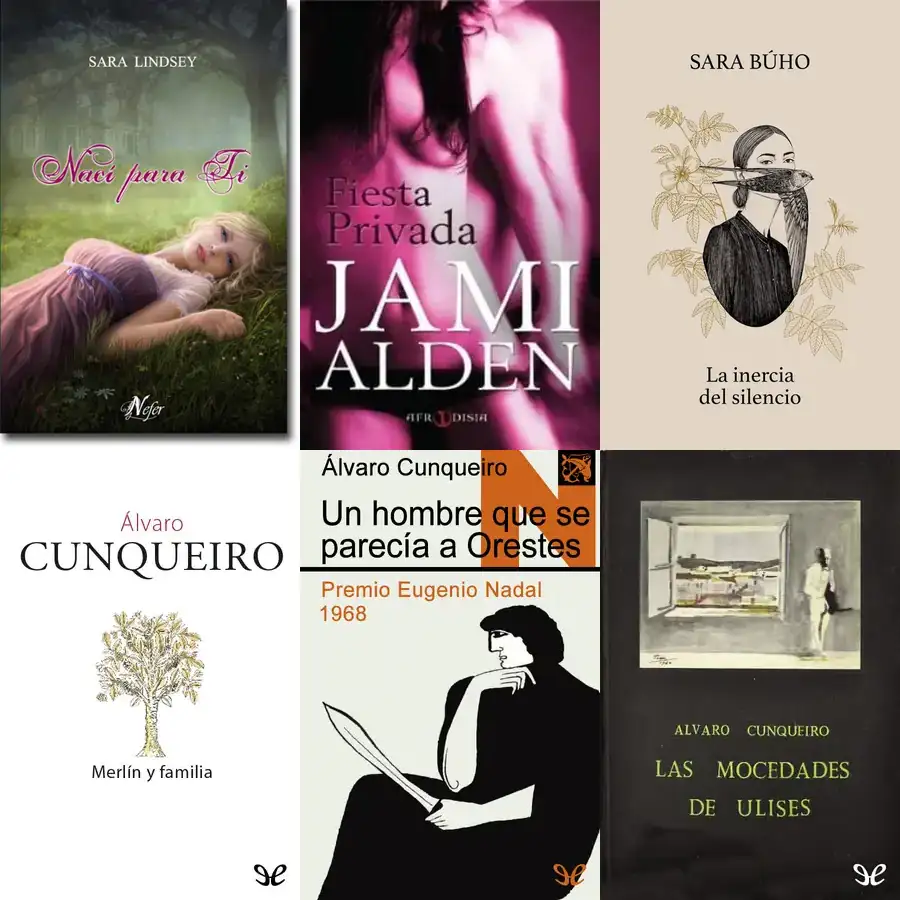 SARA LINDSEY
Nací para Ti
Nefer
Fiesta
Privada
JAMI
ALDEN
AFRODISIA
SARA BÚHO
La inercia
del silencio
Álvaro
CUNQUEIRO
Merlín y familia
Álvaro Cunqueiro
N
Un hombre que se
parecía a Orestes
Premio Eugenio Nadal
1968
ALVARO CUNQUEIRO
LAS MOCEDADES
DE ULISES